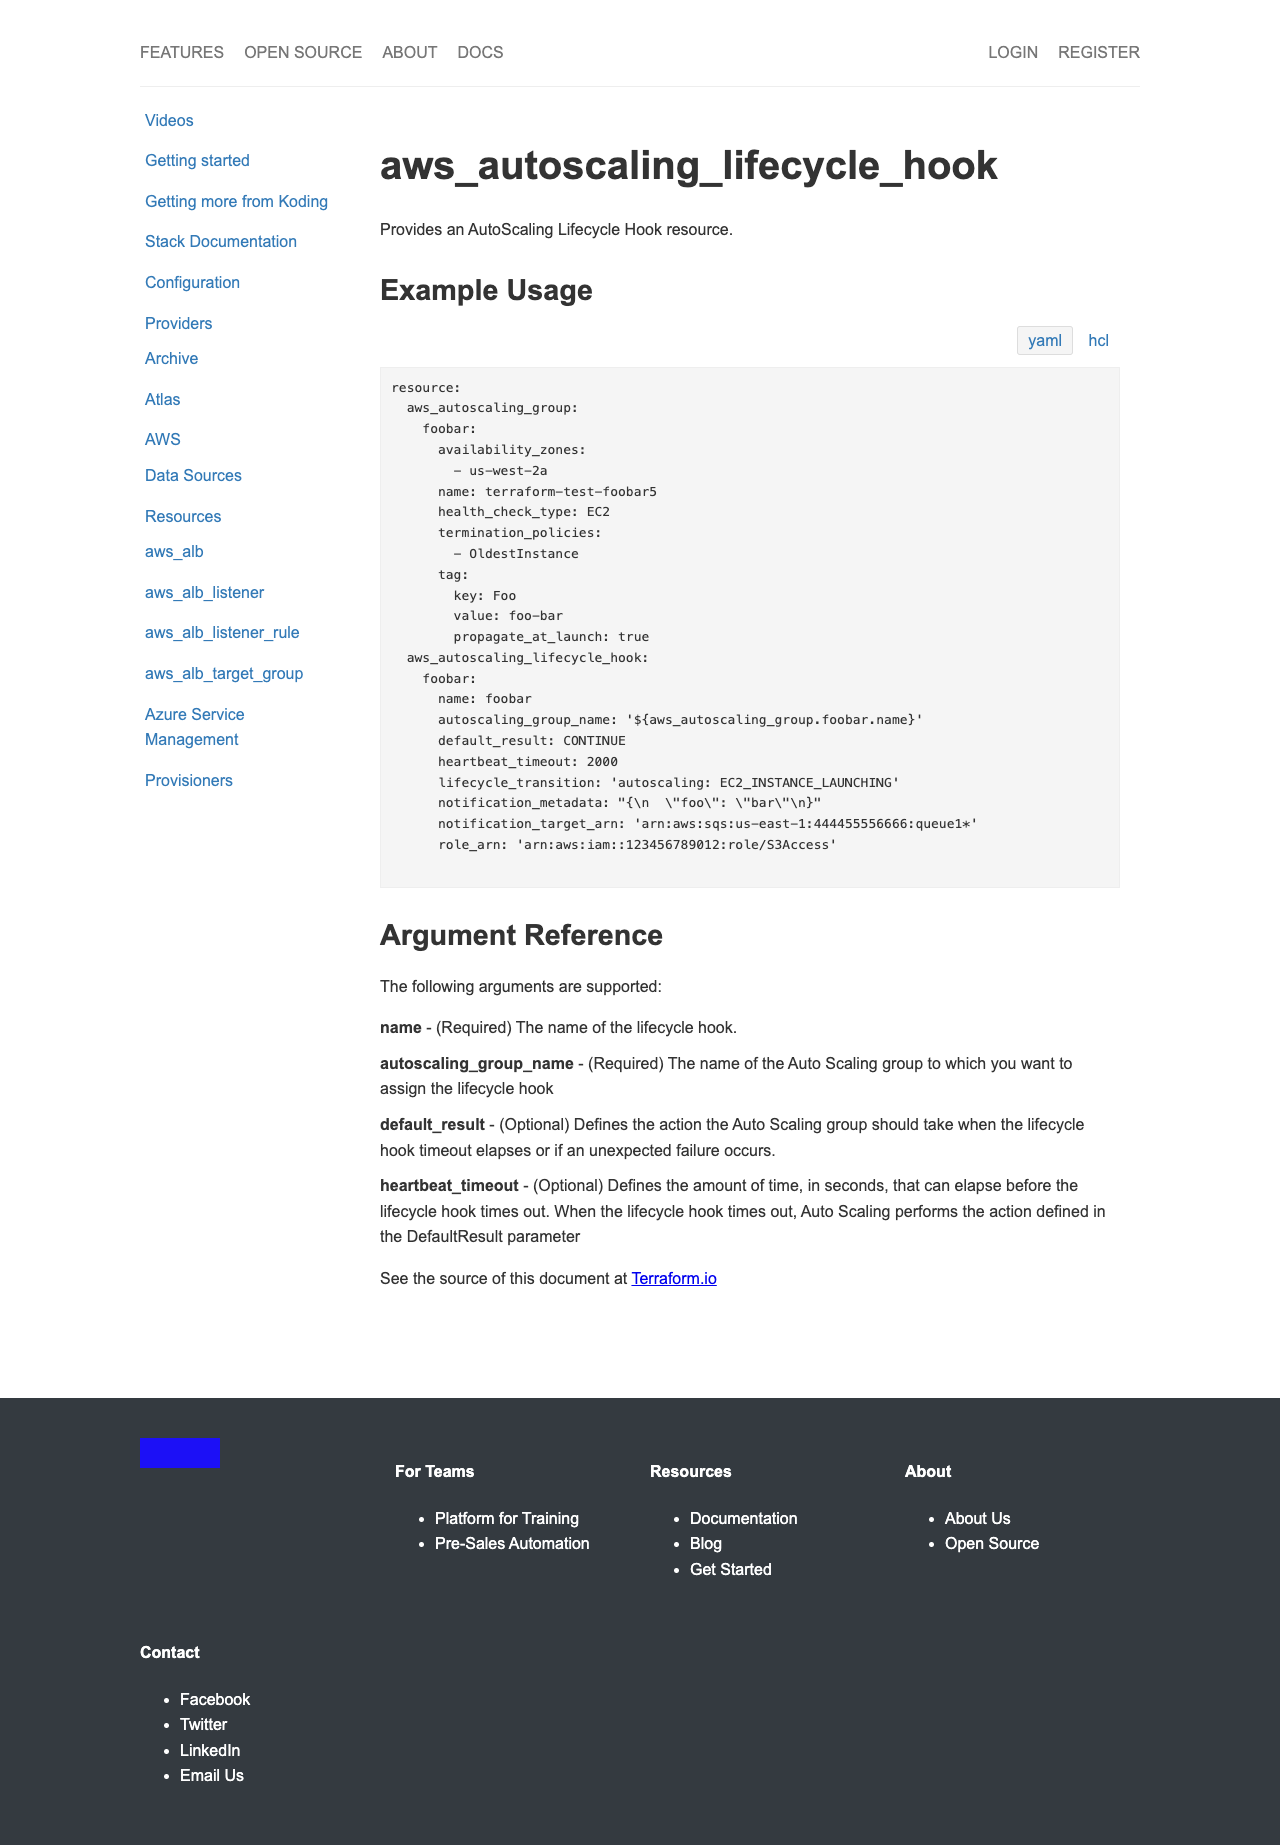 FEATURES OPEN SOURCE ABOUT DOCS LOGIN REGISTER
Videos
Getting started
Getting more from Koding
Stack Documentation
Configuration
Providers
Archive
Atlas
AWS
Data Sources
Resources
aws_alb
aws_alb_listener
aws_alb_listener_rule
aws_alb_target_group
Azure Service
Management
Provisioners
aws_autoscaling_lifecycle_hook
Provides an AutoScaling Lifecycle Hook resource.
Example Usage
yaml hcl
resource:
  aws_autoscaling_group:
    foobar:
      availability_zones:
        - us-west-2a
      name: terraform-test-foobar5
      health_check_type: EC2
      termination_policies:
        - OldestInstance
      tag:
        key: Foo
        value: foo-bar
        propagate_at_launch: true
  aws_autoscaling_lifecycle_hook:
    foobar:
      name: foobar
      autoscaling_group_name: '${aws_autoscaling_group.foobar.name}'
      default_result: CONTINUE
      heartbeat_timeout: 2000
      lifecycle_transition: 'autoscaling: EC2_INSTANCE_LAUNCHING'
      notification_metadata: "{\n  \"foo\": \"bar\"\n}"
      notification_target_arn: 'arn:aws:sqs:us-east-1:444455556666:queue1*'
      role_arn: 'arn:aws:iam::123456789012:role/S3Access'
Argument Reference
The following arguments are supported:
name - (Required) The name of the lifecycle hook.
autoscaling_group_name - (Required) The name of the Auto Scaling group to which you want to
assign the lifecycle hook
default_result - (Optional) Defines the action the Auto Scaling group should take when the lifecycle
hook timeout elapses or if an unexpected failure occurs.
heartbeat_timeout - (Optional) Defines the amount of time, in seconds, that can elapse before the
lifecycle hook times out. When the lifecycle hook times out, Auto Scaling performs the action defined in
the DefaultResult parameter
See the source of this document at Terraform.io
For Teams
• Platform for Training
• Pre-Sales Automation
Resources
• Documentation
• Blog
• Get Started
About
• About Us
• Open Source
Contact
• Facebook
• Twitter
• LinkedIn
• Email Us